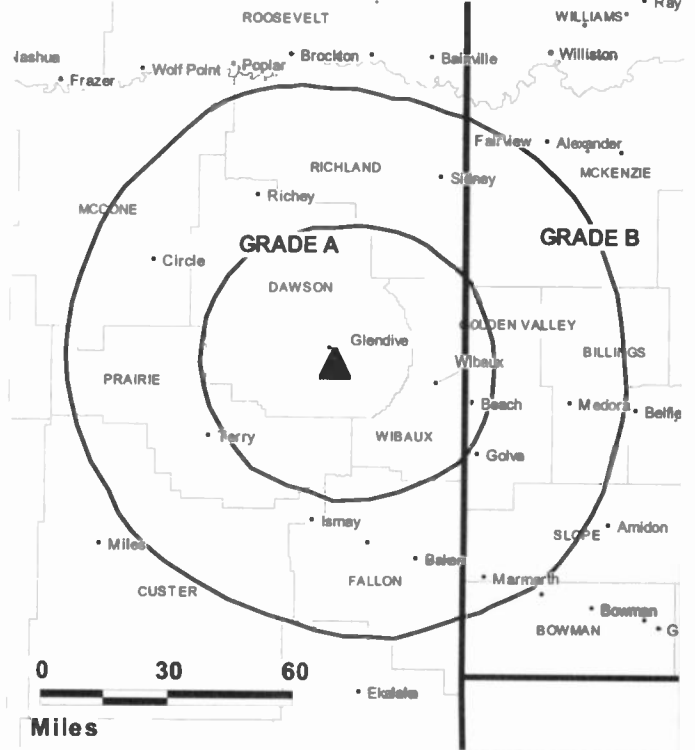 Ray
ROOSEVELT
WILLIAMS
Nashua
Brockton
Bainville
Williston
Wolf Point
Poplar
Frazer
Fairview
Alexander
RICHLAND
MCKENZIE
Sidney
Richey
MCCONE
GRADE A
GRADE B
Circle
DAWSON
GOLDEN VALLEY
Glendive
BILLINGS
Wibaux
PRAIRIE
Beach
Medora
Belfie
Terry
WIBAUX
Golva
Ismay
Amidon
SLOPE
Miles
Baker
Marmarth
FALLON
CUSTER
Bowman
BOWMAN
G
0 30 60
Ekalaka
Miles